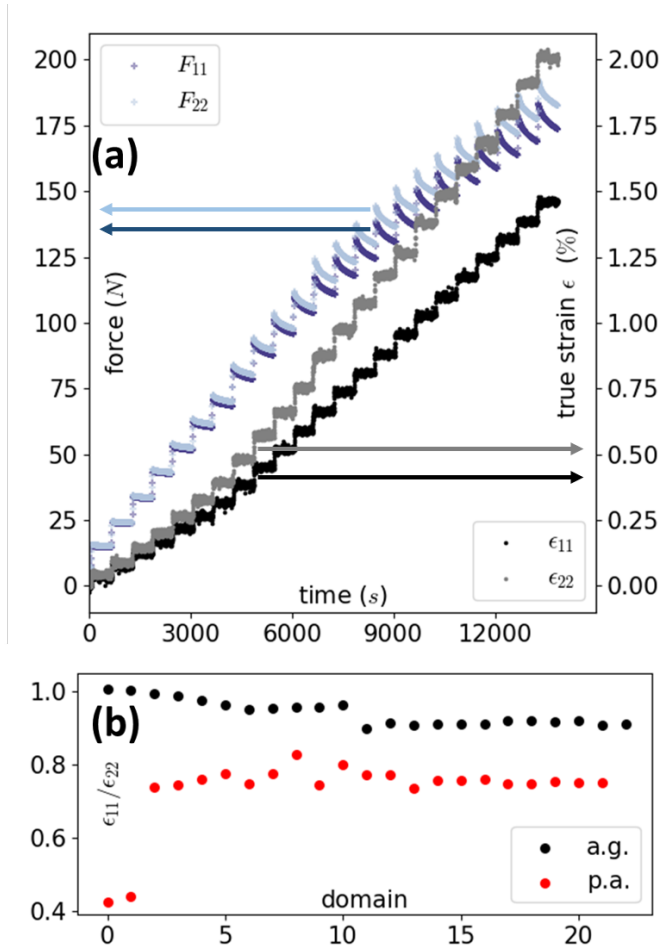 F₁₁
F₂₂
(a)
200
175
150
125
100
75
50
25
0
force (N)
2.00
1.75
1.50
1.25
1.00
0.75
0.50
0.25
0.00
true strain ϵ (%)
ϵ₁₁
ϵ₂₂
time (s)
0 3000 6000 9000 12000
(b)
1.0
0.8
0.6
0.4
ϵ₁₁/ϵ₂₂
a.g.
p.a.
domain
0 5 10 15 20